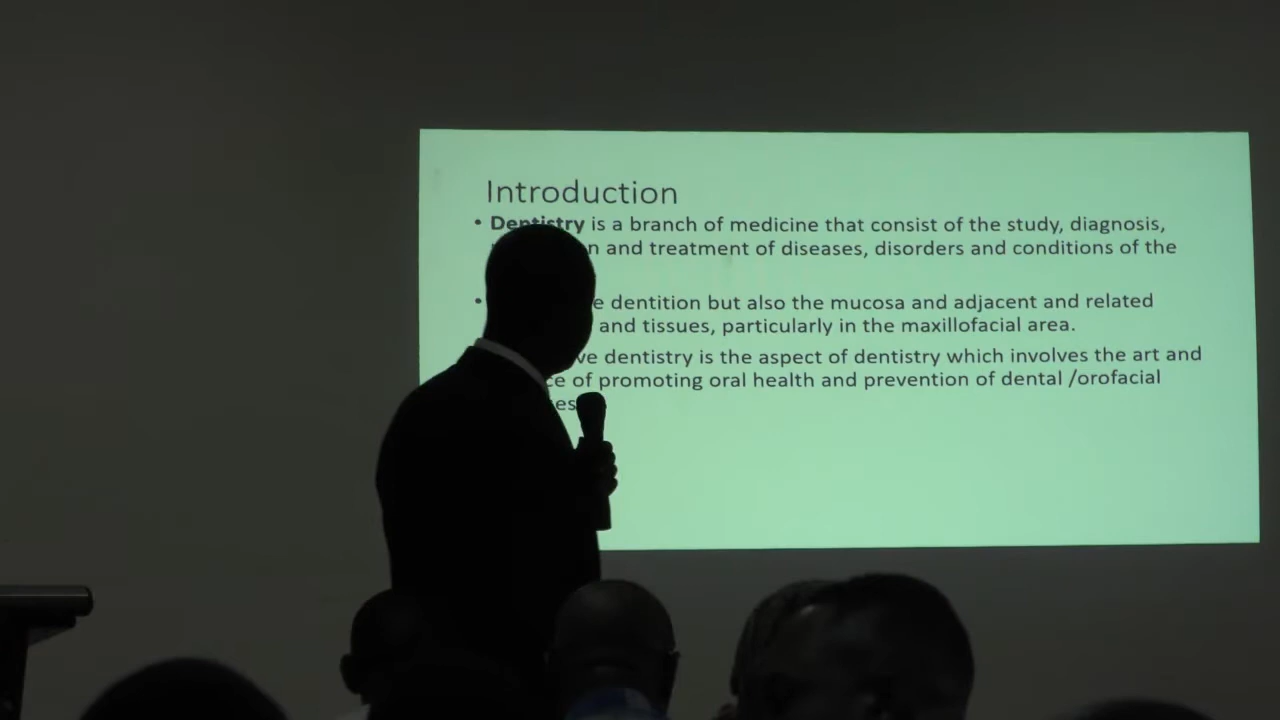 Introduction
• Dentistry is a branch of medicine that consist of the study, diagnosis,
and treatment of diseases, disorders and conditions of the
• dentition but also the mucosa and adjacent and related
and tissues, particularly in the maxillofacial area.
dentistry is the aspect of dentistry which involves the art and
of promoting oral health and prevention of dental /orofacial